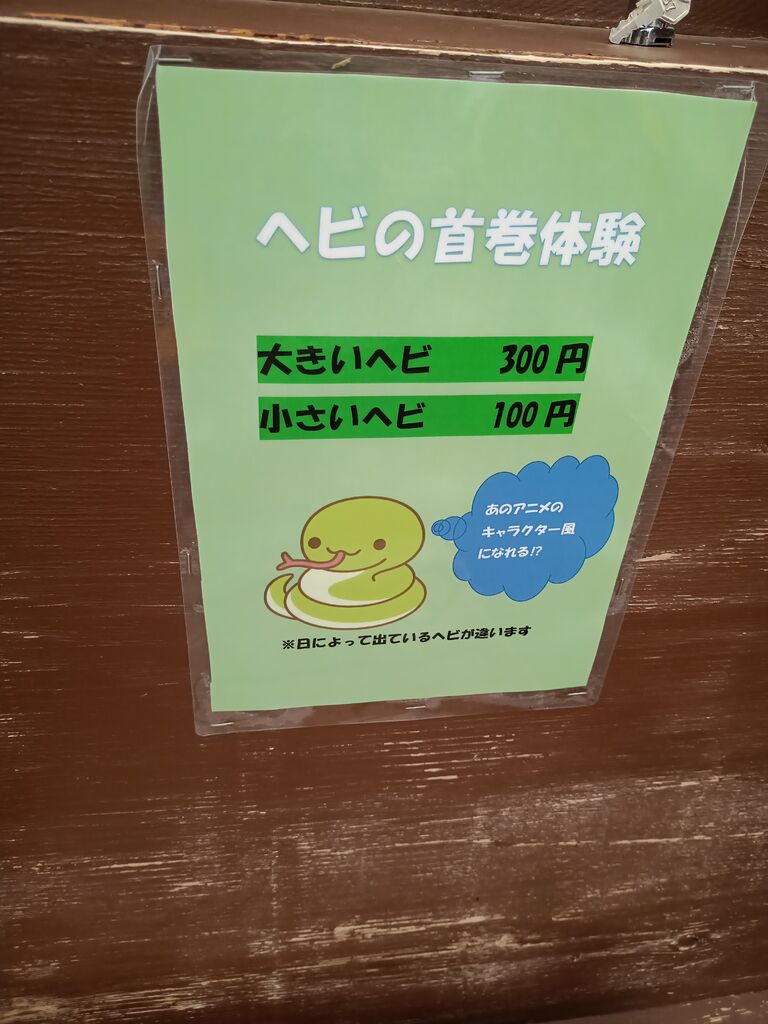 ヘビの首巻体験
大きいヘビ 300円
小さいヘビ 100円
あのアニメの
キャラクター風
になれる!?
※日によって出ているヘビが違います